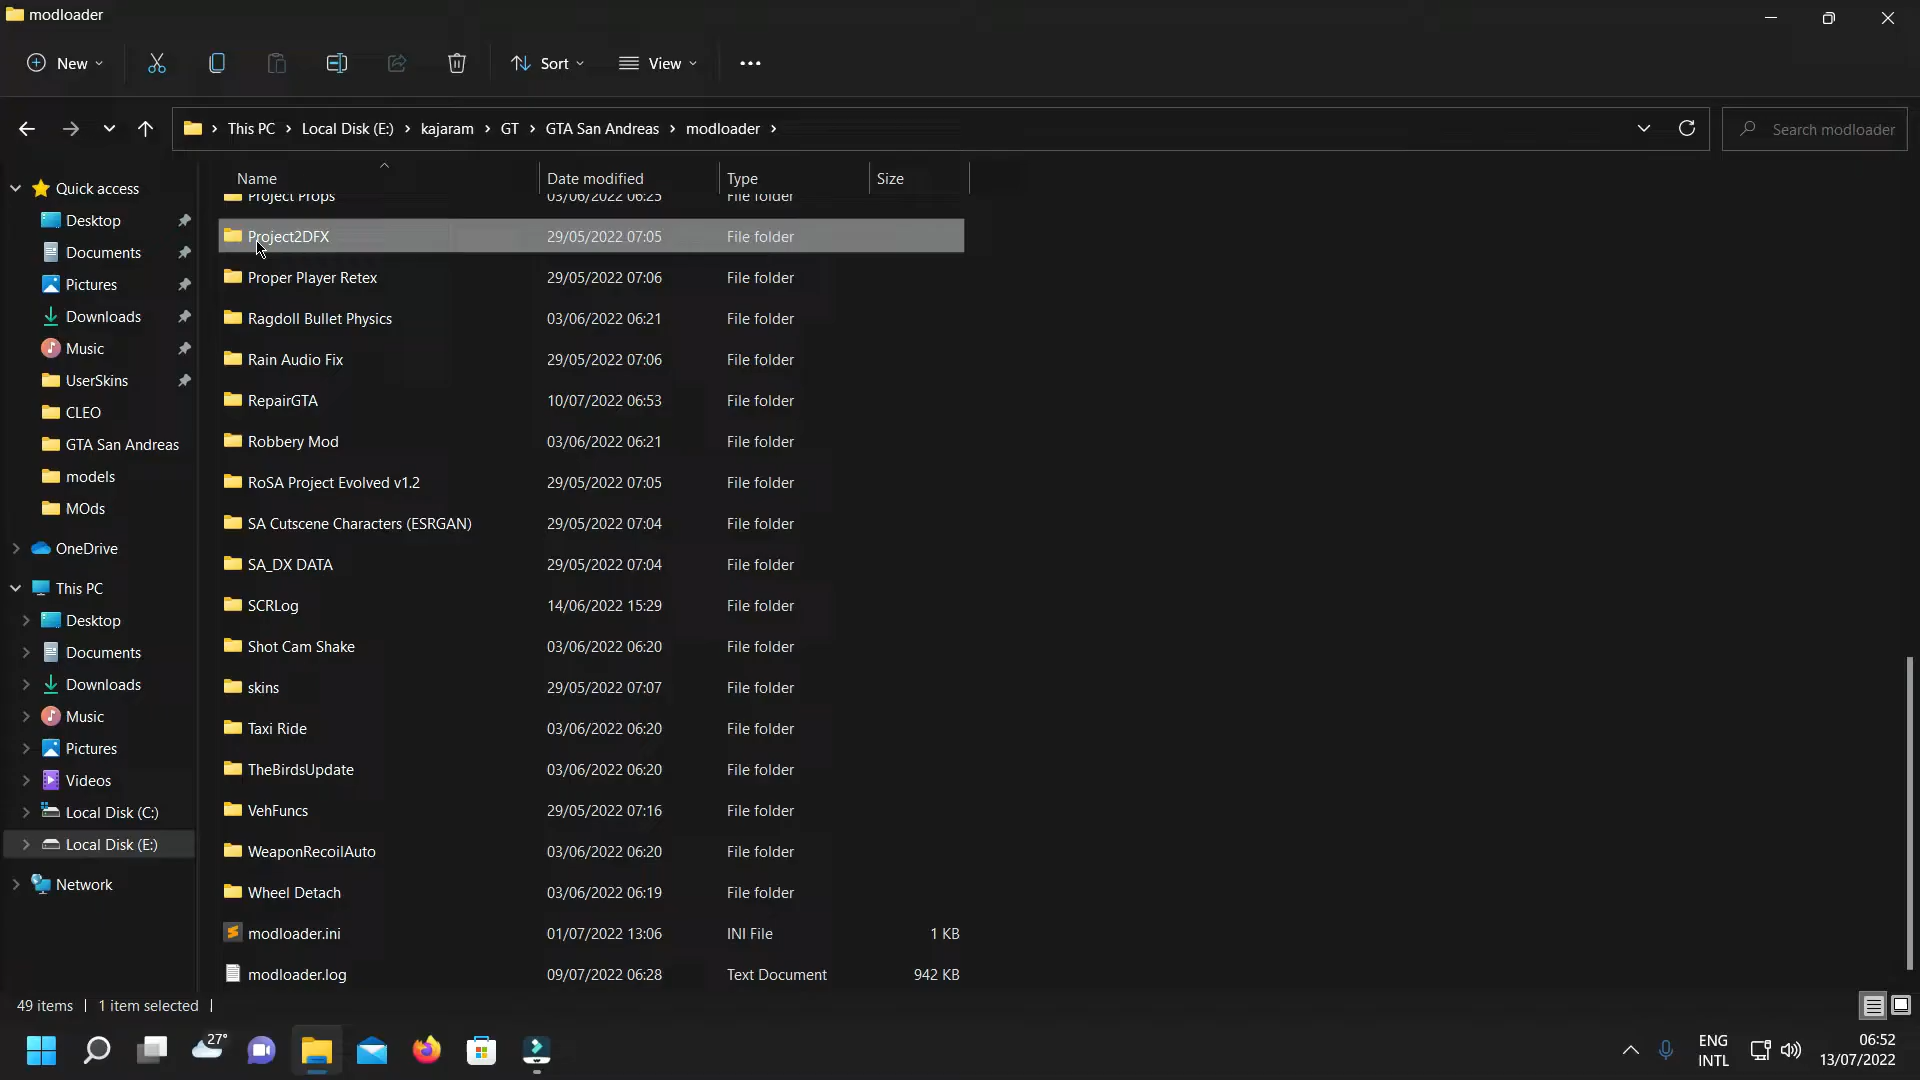 modloader
New
Sort
View
This PC > Local Disk (E:) > kajaram > GT > GTA San Andreas > modloader >
Search modloader
Name Date modified Type Size
Quick access
Desktop
Documents
Pictures
Downloads
Music
UserSkins
CLEO
GTA San Andreas
models
MOds
OneDrive
This PC
Desktop
Documents
Downloads
Music
Pictures
Videos
Local Disk (C:)
Local Disk (E:)
Network
Project Props 03/06/2022 06:25 File folder
Project2DFX 29/05/2022 07:05 File folder
Proper Player Retex 29/05/2022 07:06 File folder
Ragdoll Bullet Physics 03/06/2022 06:21 File folder
Rain Audio Fix 29/05/2022 07:06 File folder
RepairGTA 10/07/2022 06:53 File folder
Robbery Mod 03/06/2022 06:21 File folder
RoSA Project Evolved v1.2 29/05/2022 07:05 File folder
SA Cutscene Characters (ESRGAN) 29/05/2022 07:04 File folder
SA_DX DATA 29/05/2022 07:04 File folder
SCRLog 14/06/2022 15:29 File folder
Shot Cam Shake 03/06/2022 06:20 File folder
skins 29/05/2022 07:07 File folder
Taxi Ride 03/06/2022 06:20 File folder
TheBirdsUpdate 03/06/2022 06:20 File folder
VehFuncs 29/05/2022 07:16 File folder
WeaponRecoilAuto 03/06/2022 06:20 File folder
Wheel Detach 03/06/2022 06:19 File folder
modloader.ini 01/07/2022 13:06 INI File 1 KB
modloader.log 09/07/2022 06:28 Text Document 942 KB
49 items | 1 item selected |
27°
ENG
INTL
06:52
13/07/2022